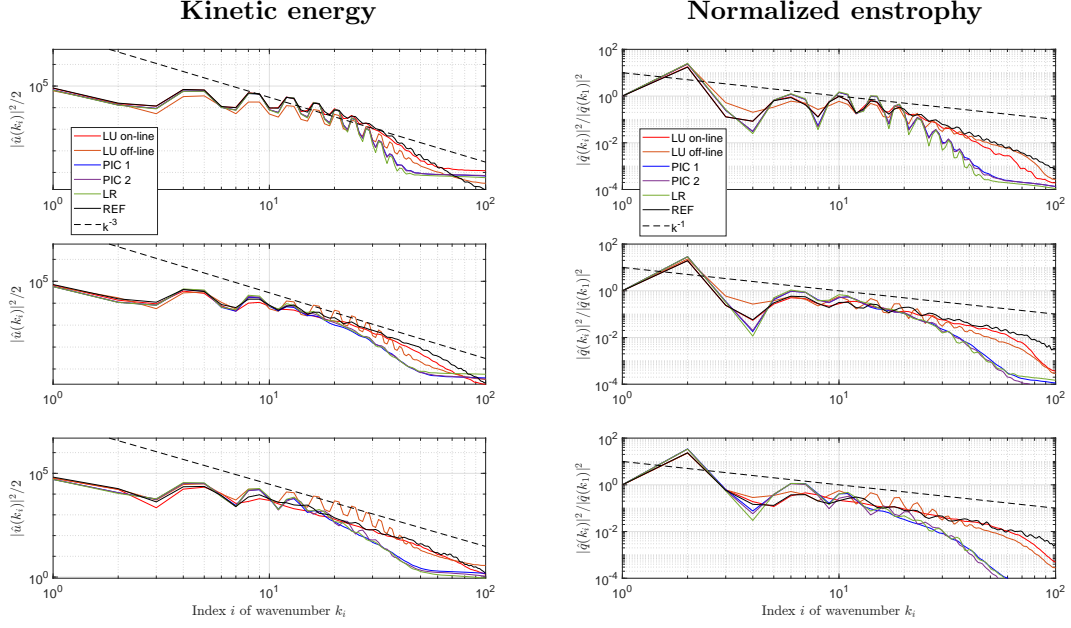 Kinetic energy
Normalized enstrophy
|û(k_i)|²/2
10^5
LU on-line
LU off-line
PIC 1
PIC 2
LR
REF
k^-3
10^0
10^1
10^2
|q̂(k_i)|²/|q̂(k_1)|²
10^2
10^0
10^-2
10^-4
LU on-line
LU off-line
PIC 1
PIC 2
LR
REF
k^-1
10^0
10^1
10^2
|û(k_i)|²/2
10^5
10^0
10^1
10^2
|q̂(k_i)|²/|q̂(k_1)|²
10^2
10^0
10^-2
10^-4
10^0
10^1
10^2
|û(k_i)|²/2
10^5
10^0
10^0
10^1
10^2
Index i of wavenumber k_i
|q̂(k_i)|²/|q̂(k_1)|²
10^2
10^0
10^-2
10^-4
10^0
10^1
10^2
Index i of wavenumber k_i